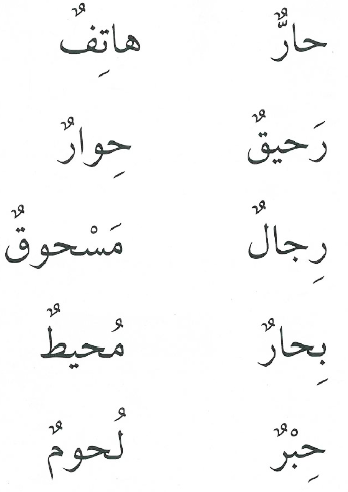 حارٌّ هاتِفٌ
رَحيقٌ حِوارٌ
رِجالٌ مَسْحوقٌ
بِحارٌ مُحيطٌ
حِبْرٌ لُحومٌ